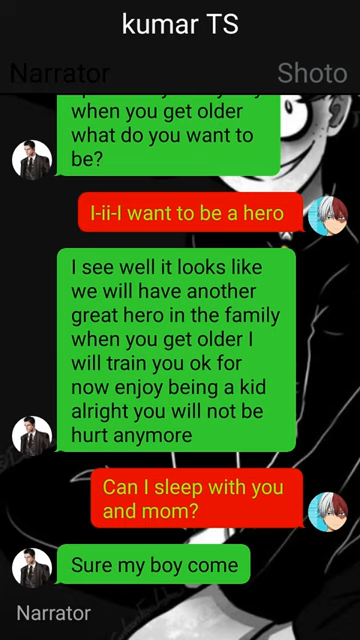 kumar TS
Narrator
Shoto
when you get older
what do you want to
be?
I-ii-I want to be a hero
I see well it looks like
we will have another
great hero in the family
when you get older I
will train you ok for
now enjoy being a kid
alright you will not be
hurt anymore
Can I sleep with you
and mom?
Sure my boy come
Narrator